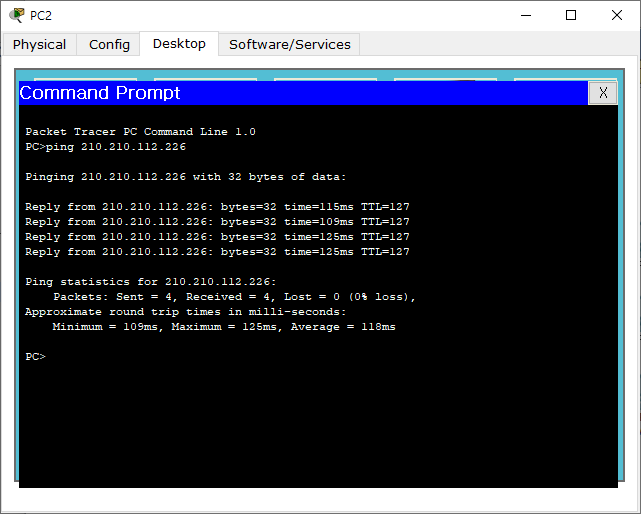 PC2
Physical Config Desktop Software/Services
Command Prompt X
Packet Tracer PC Command Line 1.0
PC>ping 210.210.112.226
Pinging 210.210.112.226 with 32 bytes of data:
Reply from 210.210.112.226: bytes=32 time=115ms TTL=127
Reply from 210.210.112.226: bytes=32 time=109ms TTL=127
Reply from 210.210.112.226: bytes=32 time=125ms TTL=127
Reply from 210.210.112.226: bytes=32 time=125ms TTL=127
Ping statistics for 210.210.112.226:
Packets: Sent = 4, Received = 4, Lost = 0 (0% loss),
Approximate round trip times in milli-seconds:
Minimum = 109ms, Maximum = 125ms, Average = 118ms
PC>